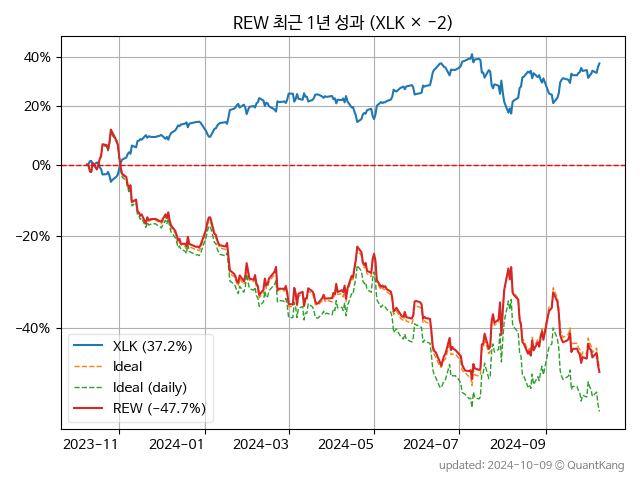 REW 최근 1년 성과 (XLK × −2)
40%
20%
0%
−20%
−40%
XLK (37.2%)
Ideal
Ideal (daily)
REW (−47.7%)
2023-11
2024-01
2024-03
2024-05
2024-07
2024-09
updated: 2024-10-09 © QuantKang